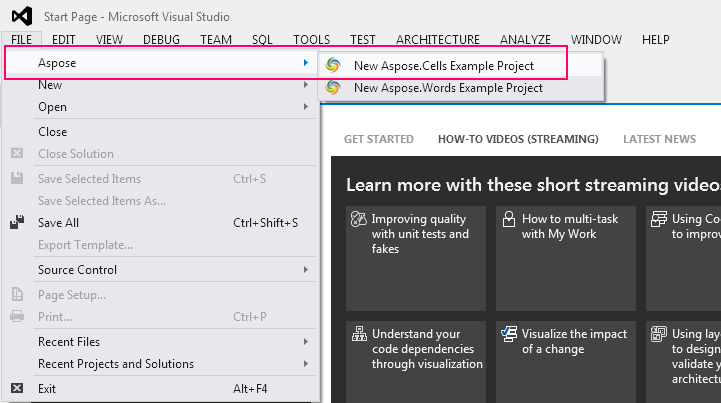 Start Page - Microsoft Visual Studio
FILE EDIT VIEW DEBUG TEAM SQL TOOLS TEST ARCHITECTURE ANALYZE WINDOW HELP
Aspose
New Aspose.Cells Example Project
New Aspose.Words Example Project
New
Open
Close
Close Solution
Save Selected Items Ctrl+S
Save Selected Items As...
Save All Ctrl+Shift+S
Export Template...
Source Control
Page Setup...
Print... Ctrl+P
Recent Files
Recent Projects and Solutions
Exit Alt+F4
GET STARTED HOW-TO VIDEOS (STREAMING) LATEST NEWS
Learn more with these short streaming videos
Improving quality
with unit tests and
fakes
How to multi-task
with My Work
Using Co
to improv
Understand your
code dependencies
through visualization
Visualize the impact
of a change
Using lay
to design
validate y
architectu